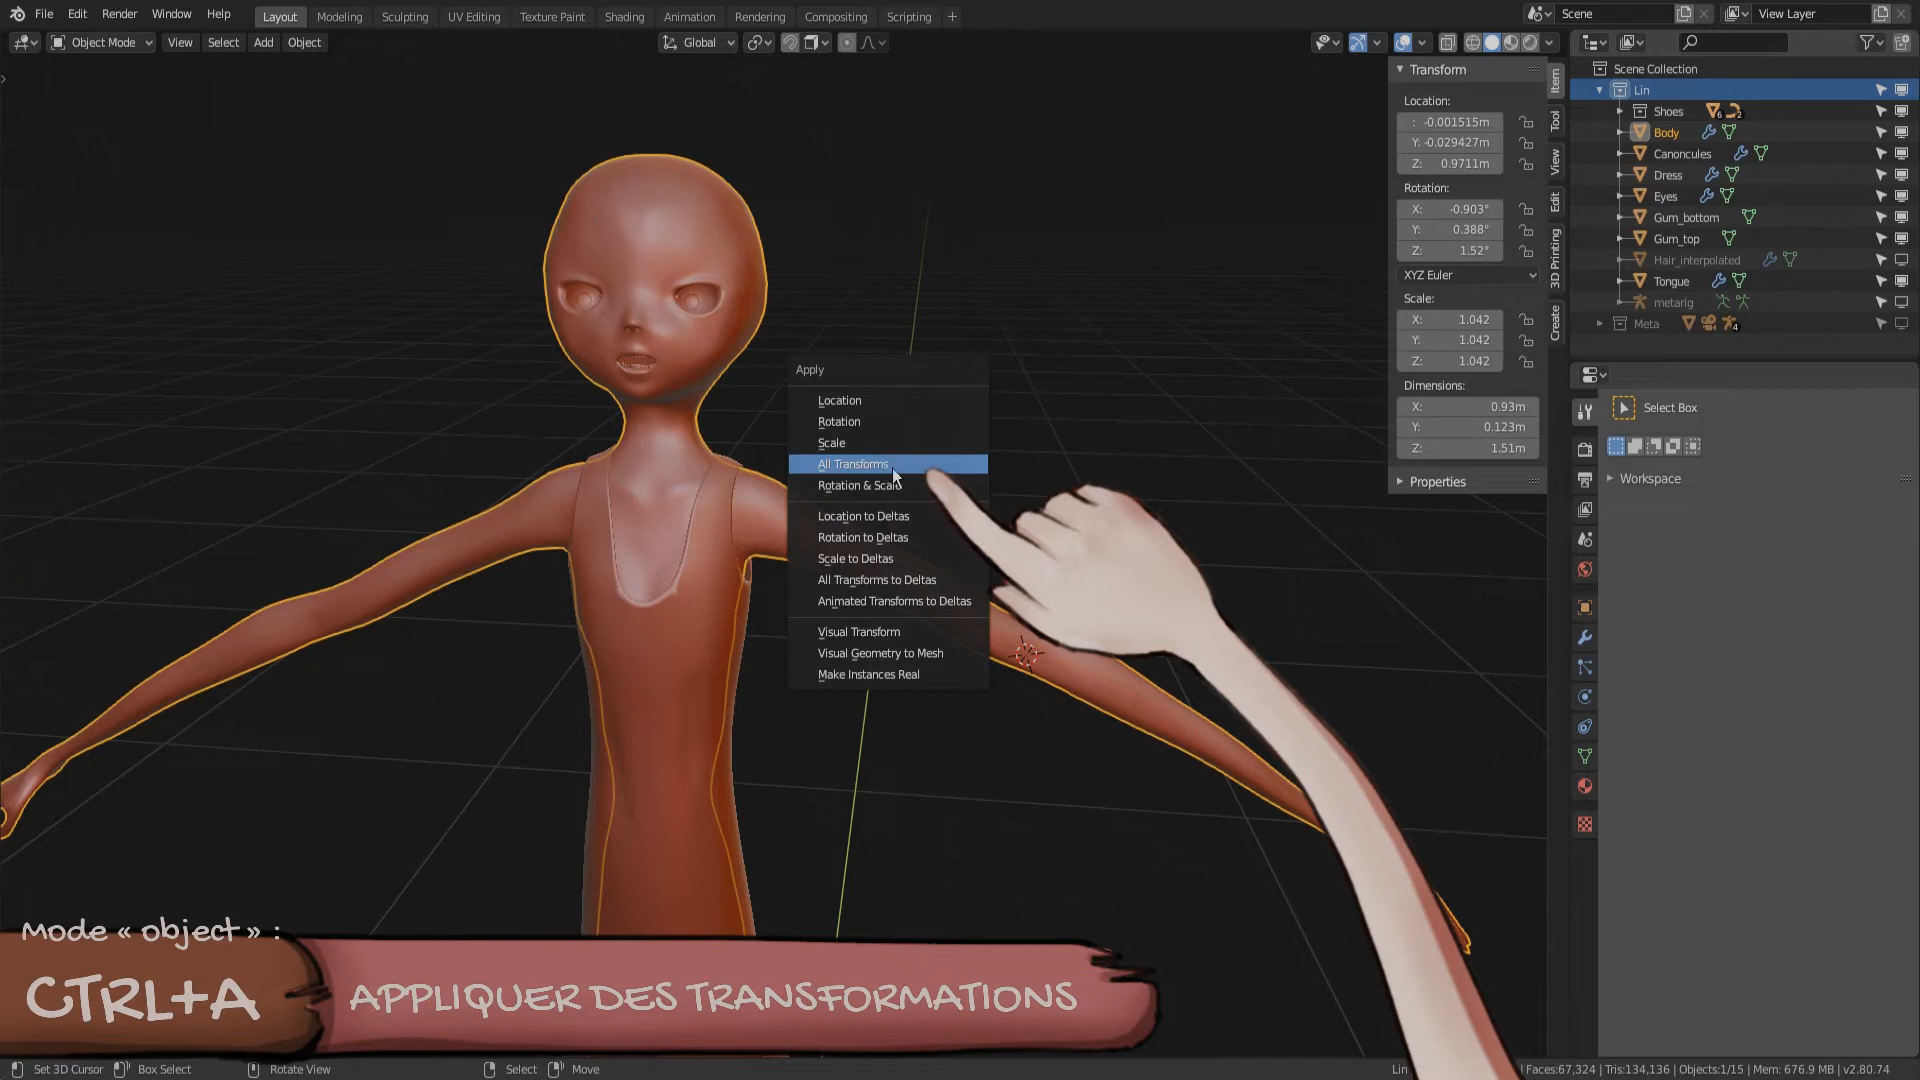 File Edit Render Window Help
Layout Modeling Sculpting UV Editing Texture Paint Shading Animation Rendering Compositing Scripting +
Scene
View Layer
Object Mode View Select Add Object
Global
Transform
Location:
: -0.001515m
Y: -0.029427m
Z: 0.9711m
Rotation:
X: -0.903°
Y: 0.388°
Z: 1.52°
XYZ Euler
Scale:
X: 1.042
Y: 1.042
Z: 1.042
Dimensions:
X: 0.93m
Y: 0.123m
Z: 1.51m
Properties
Item
Tool
View
Edit
3D Printing
Create
Scene Collection
Lin
Shoes 6 2
Body
Canoncules
Dress
Eyes
Gum_bottom
Gum_top
Hair_interpolated
Tongue
metarig
Meta 4
Select Box
Workspace
Apply
Location
Rotation
Scale
All Transforms
Rotation & Scale
Location to Deltas
Rotation to Deltas
Scale to Deltas
All Transforms to Deltas
Animated Transforms to Deltas
Visual Transform
Visual Geometry to Mesh
Make Instances Real
Mode « object » :
CTRL+A
APPLIQUER DES TRANSFORMATIONS
Set 3D Cursor Box Select Rotate View Select Move
Lin
Faces:67,324 | Tris:134,136 | Objects:1/15 | Mem: 676.9 MB | v2.80.74